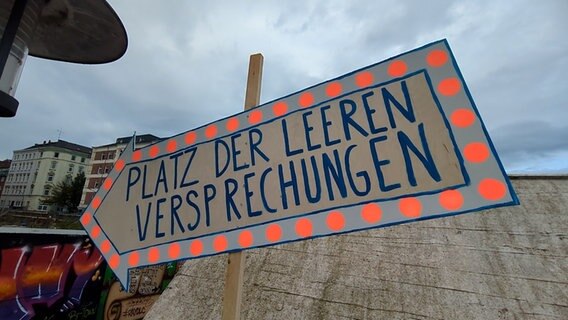 PLATZ DER LEEREN
VERSPRECHUNGEN